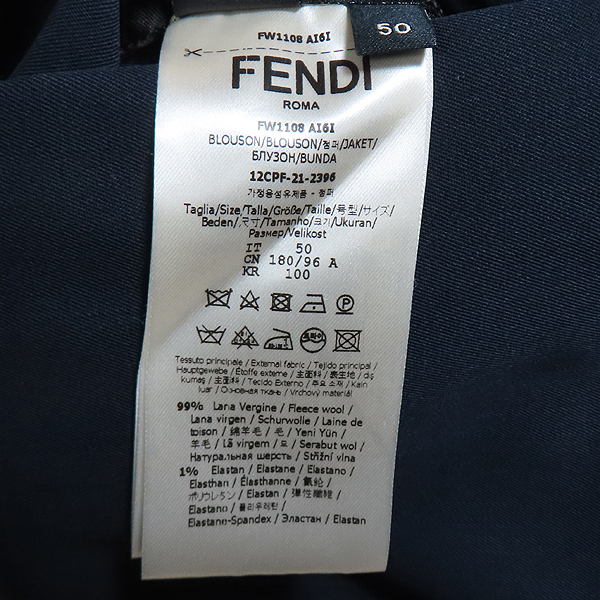 50
FW1108 AI6I
FENDI
ROMA
FW1108 AI6I
BLOUSON/BLOUSON/점퍼/JAKET/
БЛУЗОН/BUNDA
12CPF-21-2396
가정용섬유제품 - 점퍼
Taglia/Size/Talla/Größe/Taille/号型/サイズ/
Beden/尺寸/Tamanho/크기/Ukuran/
Размер/Velikost
IT 50
CN 180/96 A
KR 100
Tessuto principale / External fabric / Tejido principal /
Hauptgewebe / Étoffe externe / 主面料 / 表生地 / dış
kumaş / 主面料 / Tecido Externo / 주요 소재 / Kain
luar / Основная ткань / Vrchový materiál
99% Lana Vergine / Fleece wool /
Lana virgen / Schurwolle / Laine de
toison / 綿羊毛 / 毛 / Yeni Yün /
羊毛 / Lã virgem / 모 / Serabut wol /
Натуральная шерсть / Střižní vlna
1% Elastan / Elastane / Elastano /
Elasthan / Élasthanne / 氨纶 /
ポリウレタン / Elastan / 彈性纖維 /
Elastano / 폴리우레탄 /
Elastane-Spandex / Эластан / Elastan